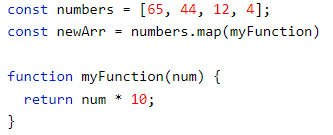 const numbers = [65, 44, 12, 4];
const newArr = numbers.map(myFunction)

function myFunction(num) {
  return num * 10;
}